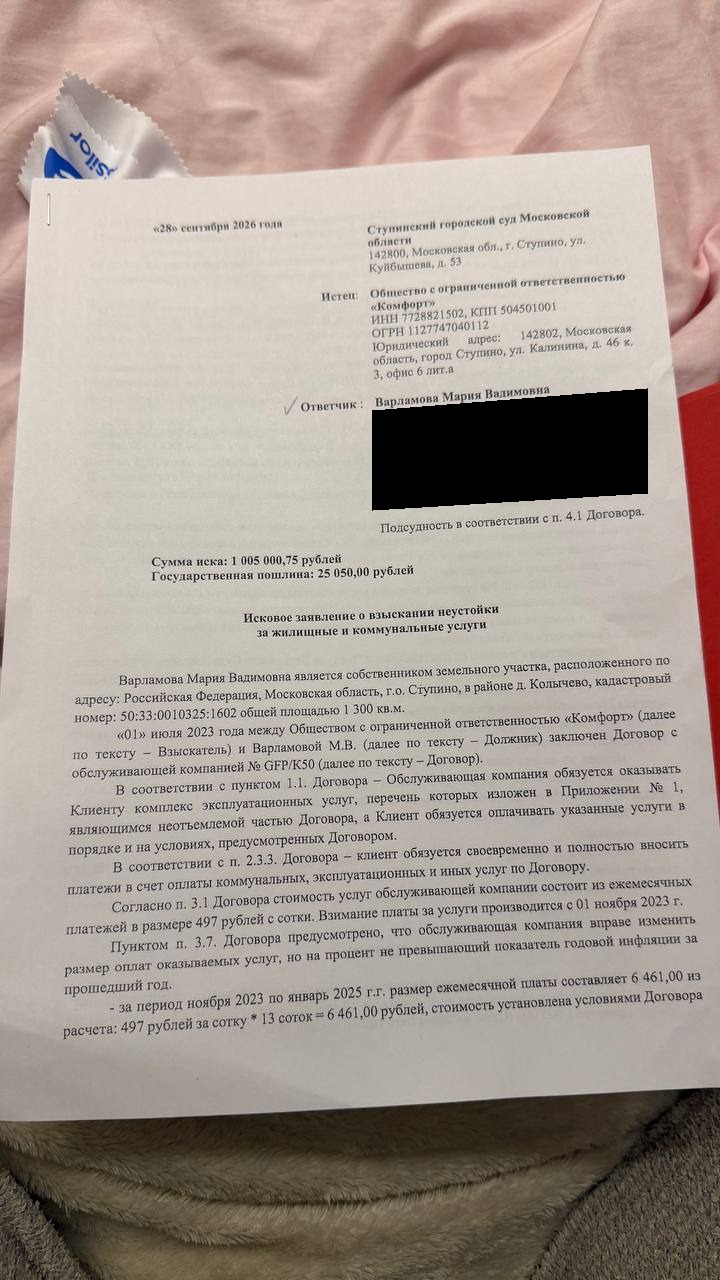 silor
«28» сентября 2026 года
Ступинский городской суд Московской
области
142800, Московская обл., г. Ступино, ул.
Куйбышева, д. 53
Истец:
Общество с ограниченной ответственностью
«Комфорт»
ИНН 7728821502, КПП 504501001
ОГРН 1127747040112
Юридический адрес: 142802, Московская
область, город Ступино, ул. Калинина, д. 46 к.
3, офис 6 лит.а
Ответчик :
Варламова Мария Вадимовна
Подсудность в соответствии с п. 4.1 Договора.
Сумма иска: 1 005 000,75 рублей
Государственная пошлина: 25 050,00 рублей
Исковое заявление о взыскании неустойки
за жилищные и коммунальные услуги
Варламова Мария Вадимовна является собственником земельного участка, расположенного по
адресу: Российская Федерация, Московская область, г.о. Ступино, в районе д. Колычево, кадастровый
номер: 50:33:0010325:1602 общей площадью 1 300 кв.м.
«01» июля 2023 года между Обществом с ограниченной ответственностью «Комфорт» (далее
по тексту – Взыскатель) и Варламовой М.В. (далее по тексту – Должник) заключен Договор с
обслуживающей компанией № GFP/K50 (далее по тексту – Договор).
В соответствии с пунктом 1.1. Договора – Обслуживающая компания обязуется оказывать
Клиенту комплекс эксплуатационных услуг, перечень которых изложен в Приложении № 1,
являющимся неотъемлемой частью Договора, а Клиент обязуется оплачивать указанные услуги в
порядке и на условиях, предусмотренных Договором.
В соответствии с п. 2.3.3. Договора – клиент обязуется своевременно и полностью вносить
платежи в счет оплаты коммунальных, эксплуатационных и иных услуг по Договору.
Согласно п. 3.1 Договора стоимость услуг обслуживающей компании состоит из ежемесячных
платежей в размере 497 рублей с сотки. Взимание платы за услуги производится с 01 ноября 2023 г.
Пунктом п. 3.7. Договора предусмотрено, что обслуживающая компания вправе изменить
размер оплат оказываемых услуг, но на процент не превышающий показатель годовой инфляции за
прошедший год.
- за период ноября 2023 по январь 2025 г.г. размер ежемесячной платы составляет 6 461,00 из
расчета: 497 рублей за сотку * 13 соток = 6 461,00 рублей, стоимость установлена условиями Договора